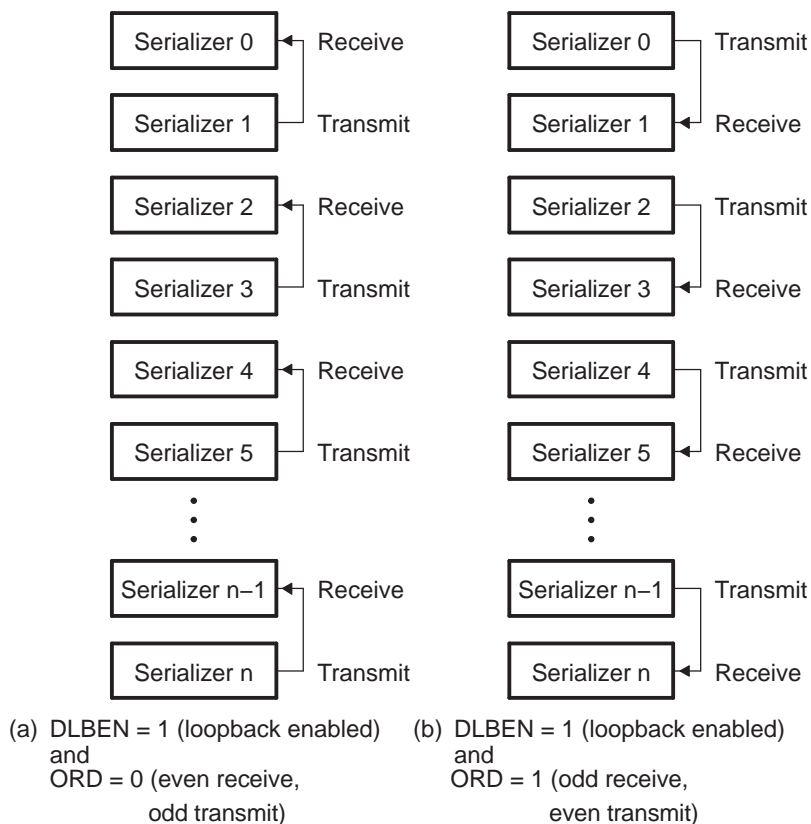 Serializer 0 Receive
Serializer 1 Transmit
Serializer 2 Receive
Serializer 3 Transmit
Serializer 4 Receive
Serializer 5 Transmit
Serializer n−1 Receive
Serializer n Transmit
(a) DLBEN = 1 (loopback enabled)
and
ORD = 0 (even receive,
odd transmit)
Serializer 0 Transmit
Serializer 1 Receive
Serializer 2 Transmit
Serializer 3 Receive
Serializer 4 Transmit
Serializer 5 Receive
Serializer n−1 Transmit
Serializer n Receive
(b) DLBEN = 1 (loopback enabled)
and
ORD = 1 (odd receive,
even transmit)